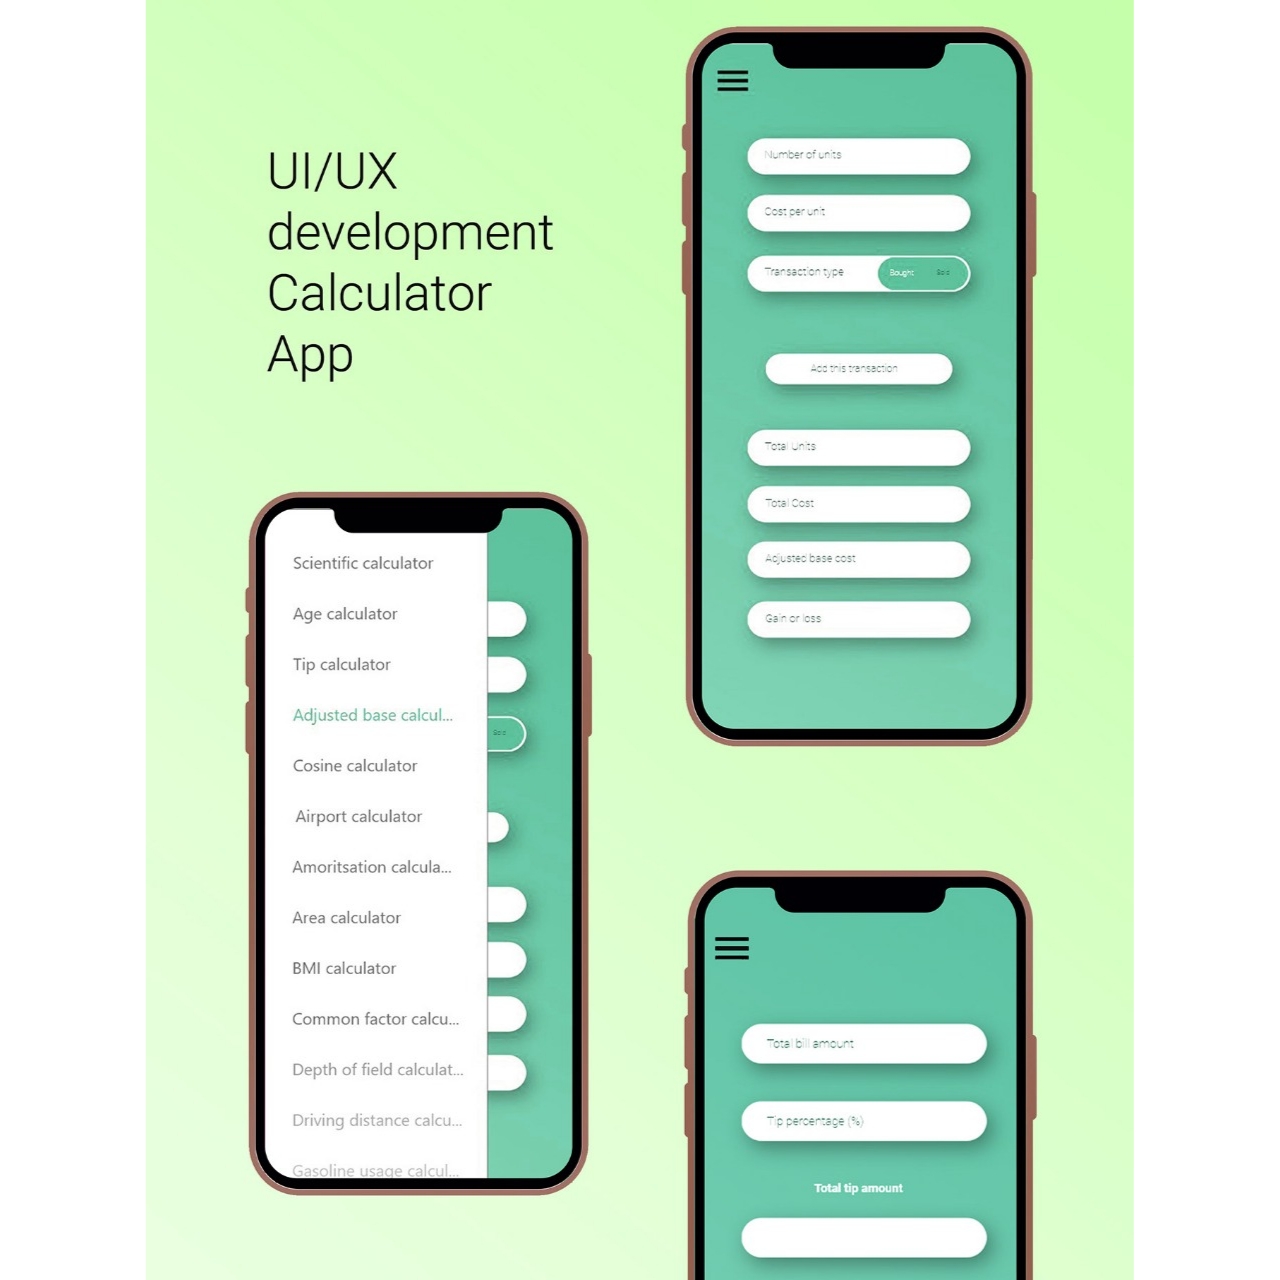 UI/UX
development
Calculator
App
Number of units
Cost per unit
Transaction type
Bought
Sold
Add this transaction
Total Units
Total Cost
Adjusted base cost
Gain or loss
Scientific calculator
Age calculator
Tip calculator
Adjusted base calcul...
Cosine calculator
Airport calculator
Amoritsation calcula...
Area calculator
BMI calculator
Common factor calcu...
Depth of field calculat...
Driving distance calcu...
Gasoline usage calcul...
Sold
Total bill amount
Tip percentage (%)
Total tip amount